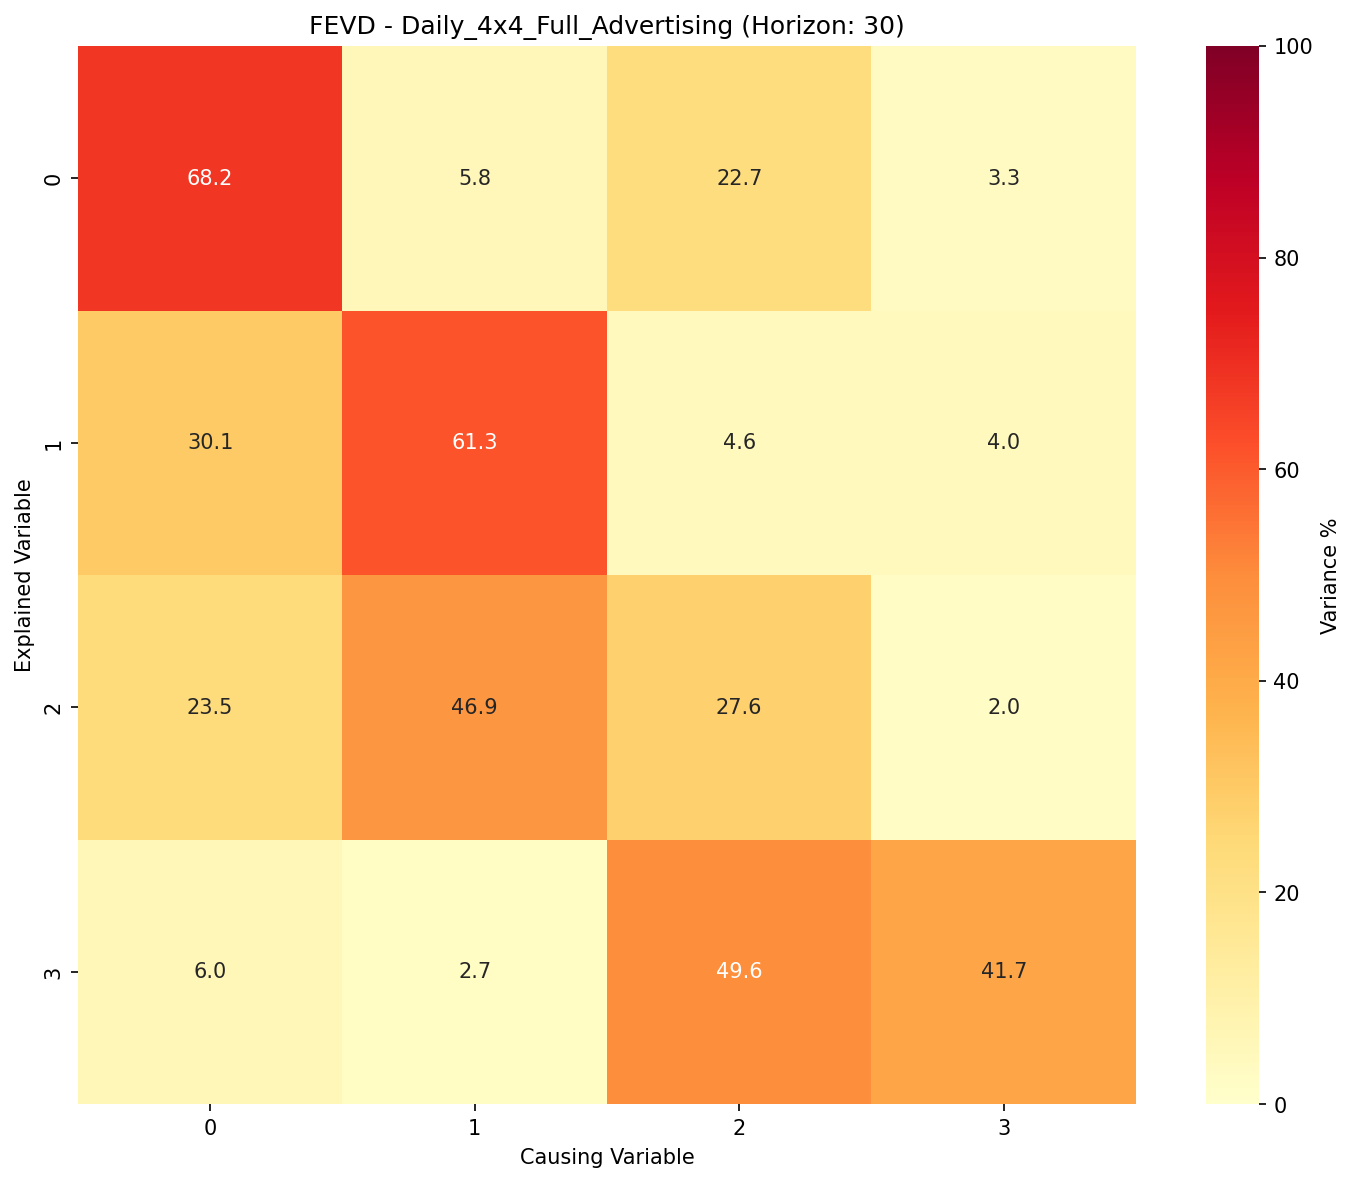 FEVD - Daily_4x4_Full_Advertising (Horizon: 30)
Explained Variable
0
68.2 5.8 22.7 3.3
1
30.1 61.3 4.6 4.0
2
23.5 46.9 27.6 2.0
3
6.0 2.7 49.6 41.7
0 1 2 3
Causing Variable
100
80
60
40
20
0
Variance %